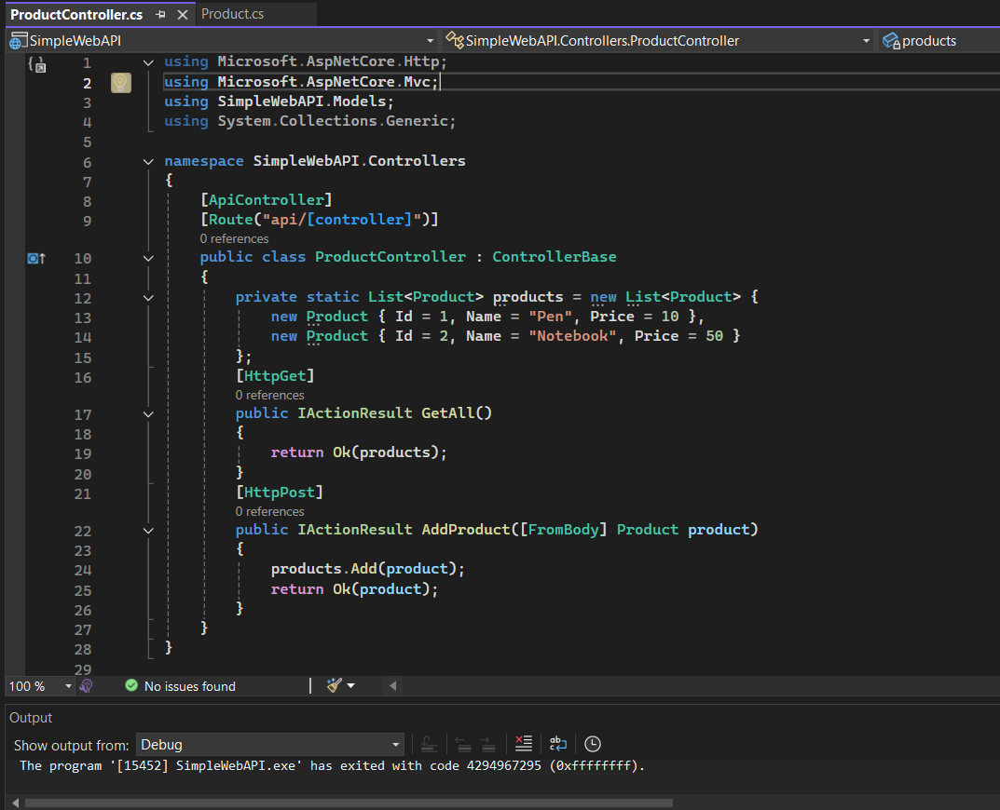 ProductController.cs Product.cs
SimpleWebAPI SimpleWebAPI.Controllers.ProductController products
1 using Microsoft.AspNetCore.Http;
2 using Microsoft.AspNetCore.Mvc;
3 using SimpleWebAPI.Models;
4 using System.Collections.Generic;
5
6 namespace SimpleWebAPI.Controllers
7 {
8 [ApiController]
9 [Route("api/[controller]")]
0 references
10 public class ProductController : ControllerBase
11 {
12 private static List<Product> products = new List<Product> {
13 new Product { Id = 1, Name = "Pen", Price = 10 },
14 new Product { Id = 2, Name = "Notebook", Price = 50 }
15 };
16 [HttpGet]
0 references
17 public IActionResult GetAll()
18 {
19 return Ok(products);
20 }
21 [HttpPost]
0 references
22 public IActionResult AddProduct([FromBody] Product product)
23 {
24 products.Add(product);
25 return Ok(product);
26 }
27 }
28 }
29
100 % No issues found
Output
Show output from: Debug
The program '[15452] SimpleWebAPI.exe' has exited with code 4294967295 (0xffffffff).